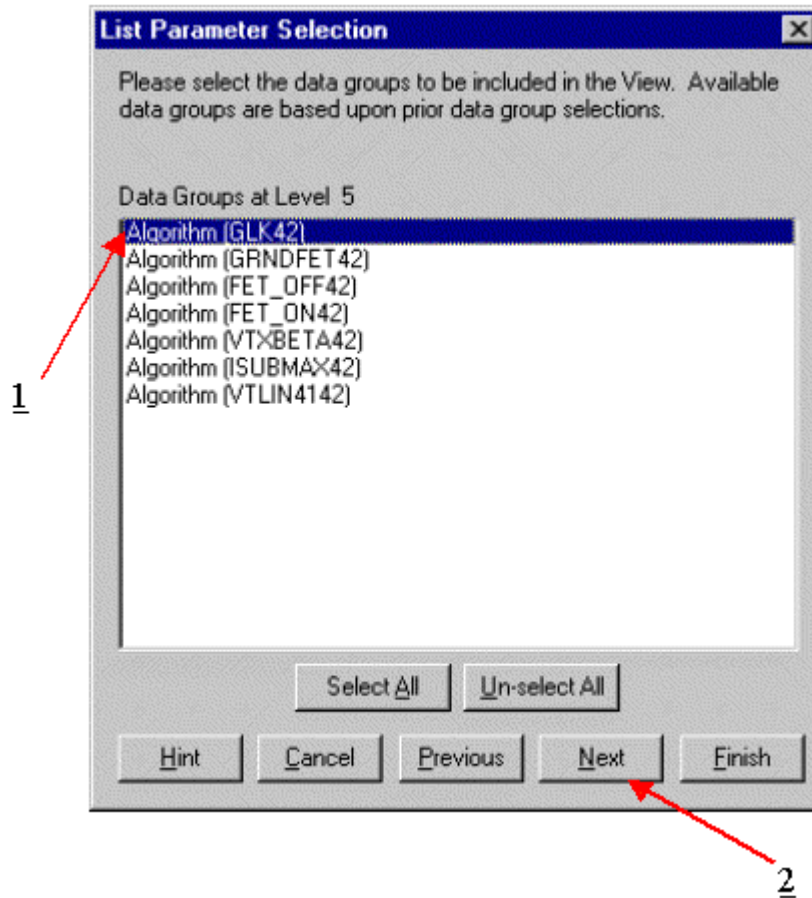 List Parameter Selection
Please select the data groups to be included in the View. Available
data groups are based upon prior data group selections.
Data Groups at Level 5
Algorithm (GLK42)
Algorithm (GRNDFET42)
Algorithm (FET_OFF42)
Algorithm (FET_ON42)
Algorithm (VTXBETA42)
Algorithm (ISUBMAX42)
Algorithm (VTLIN4142)
1
Select All
Un-select All
Hint
Cancel
Previous
Next
Finish
2